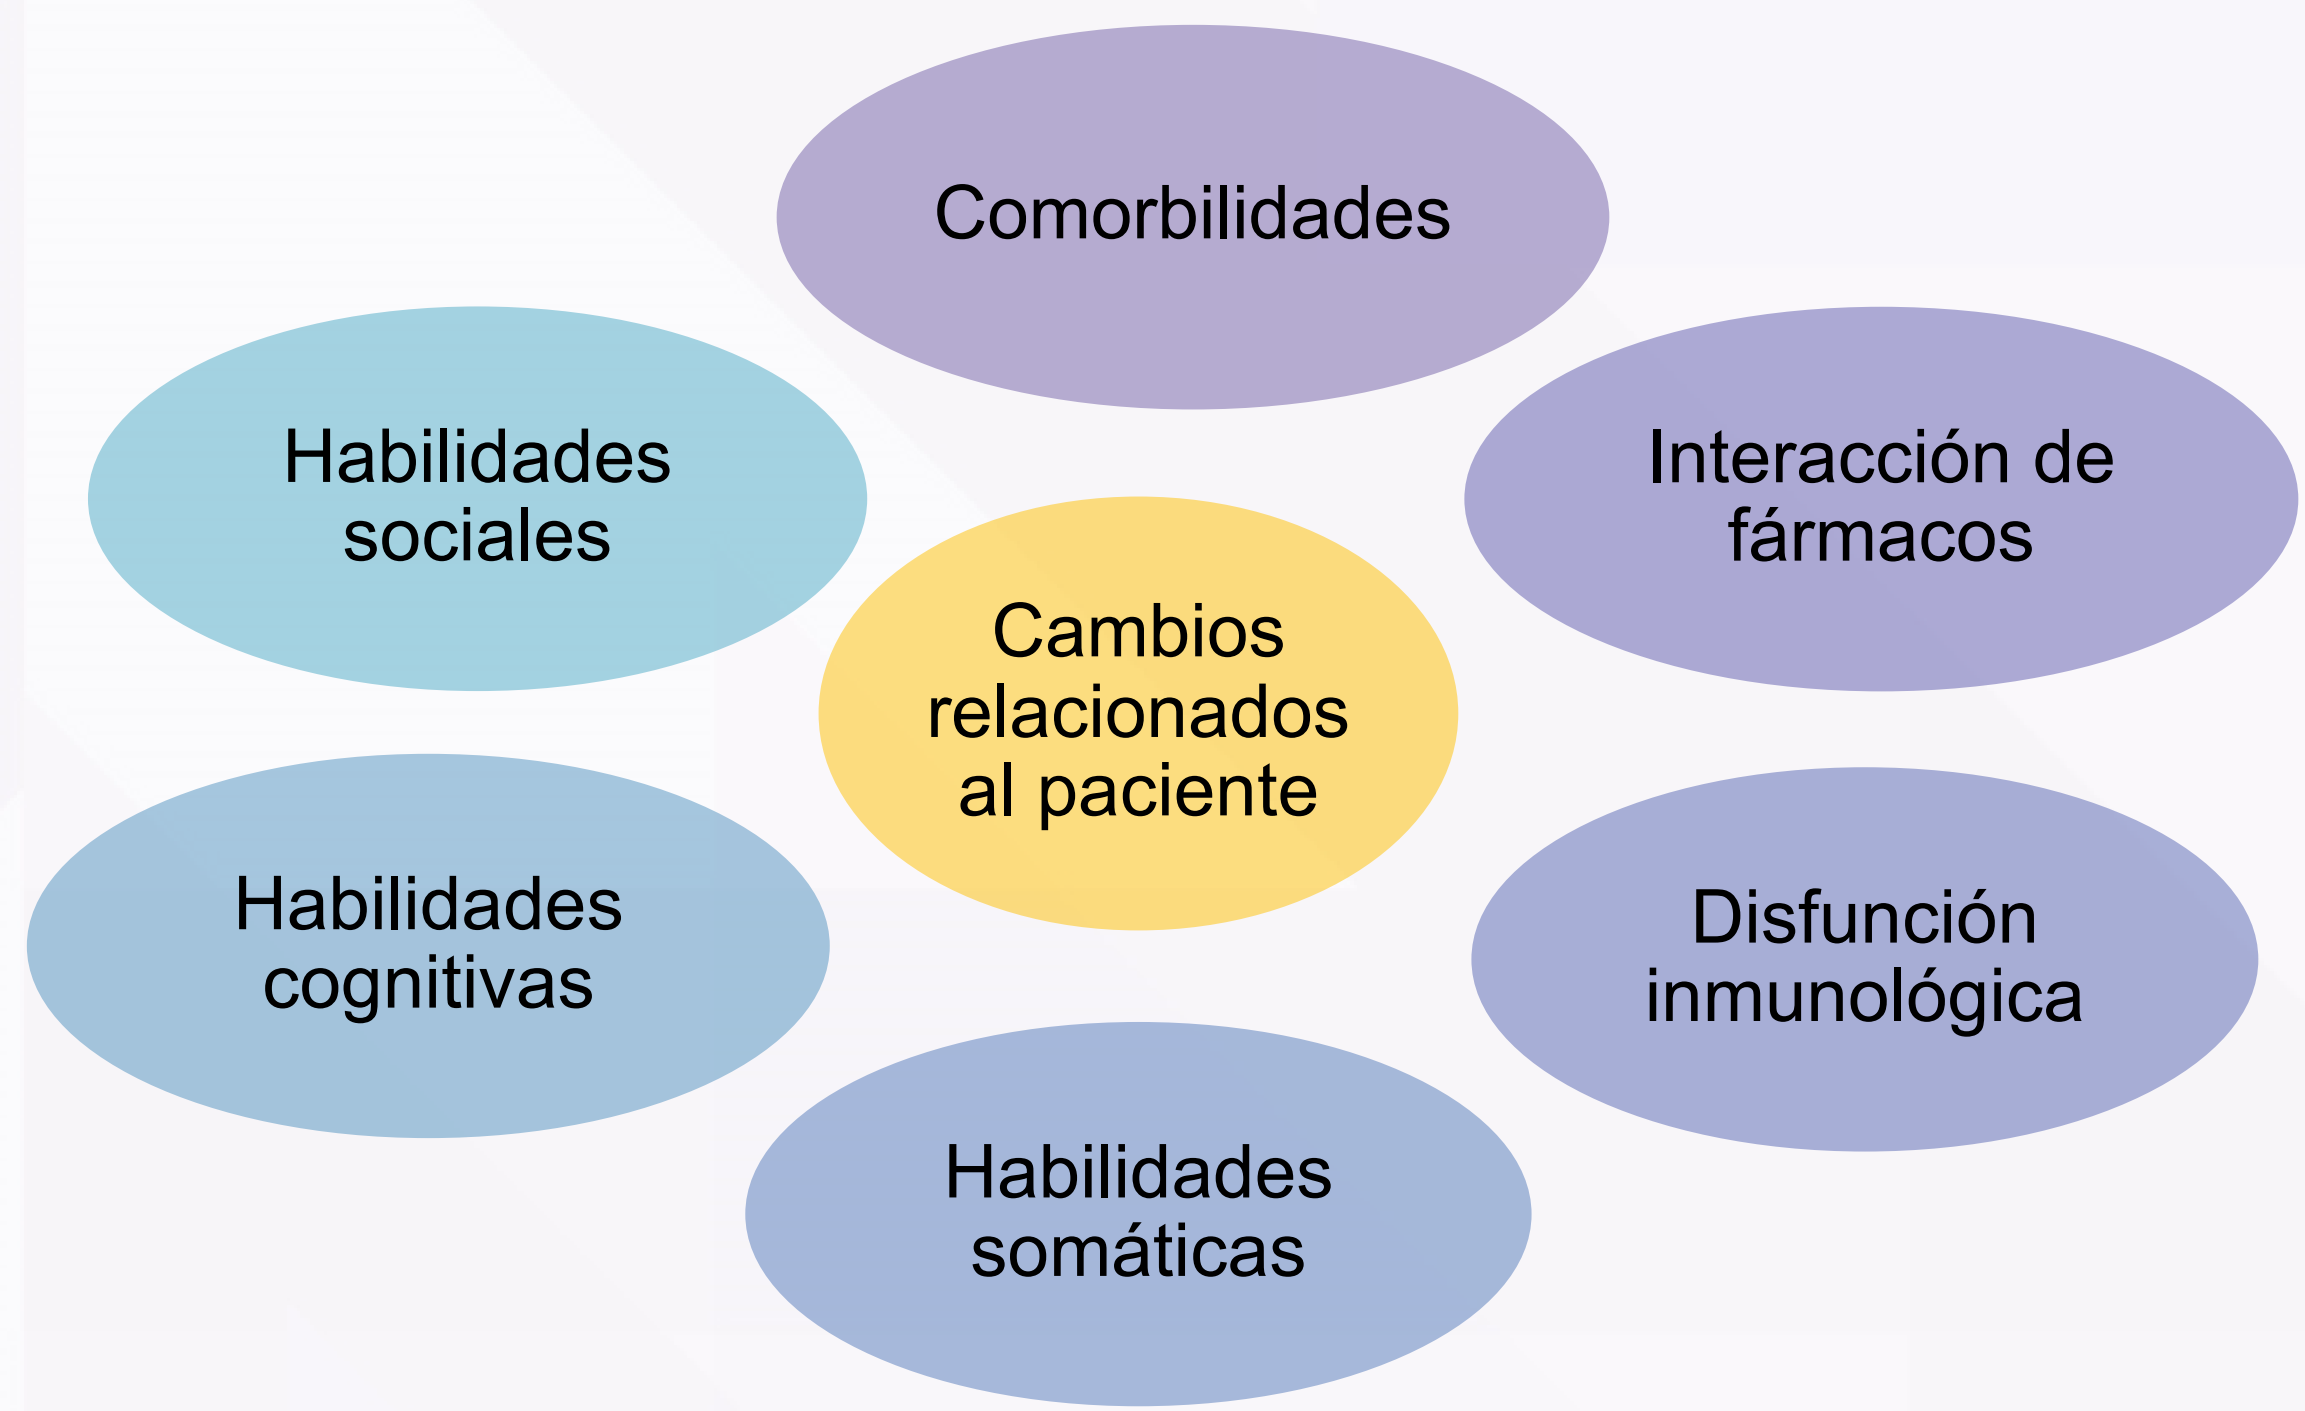 Comorbilidades
Habilidades
sociales
Interacción de
fármacos
Cambios
relacionados
al paciente
Habilidades
cognitivas
Disfunción
inmunológica
Habilidades
somáticas